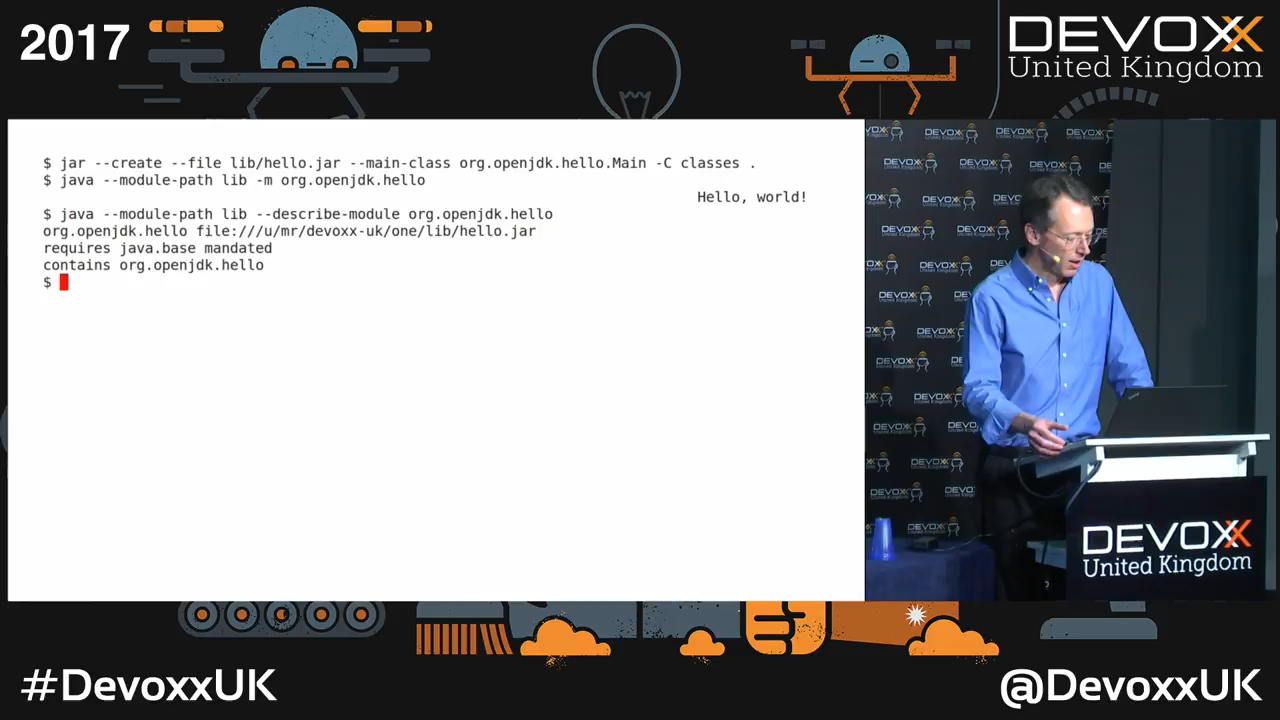 2017
DEVOXX
United Kingdom
$ jar --create --file lib/hello.jar --main-class org.openjdk.hello.Main -C classes .
$ java --module-path lib -m org.openjdk.hello
Hello, world!
$ java --module-path lib --describe-module org.openjdk.hello
org.openjdk.hello file:///u/mr/devoxx-uk/one/lib/hello.jar
requires java.base mandated
contains org.openjdk.hello
$
DEVOXX
United Kingdom
#DevoxxUK
@DevoxxUK